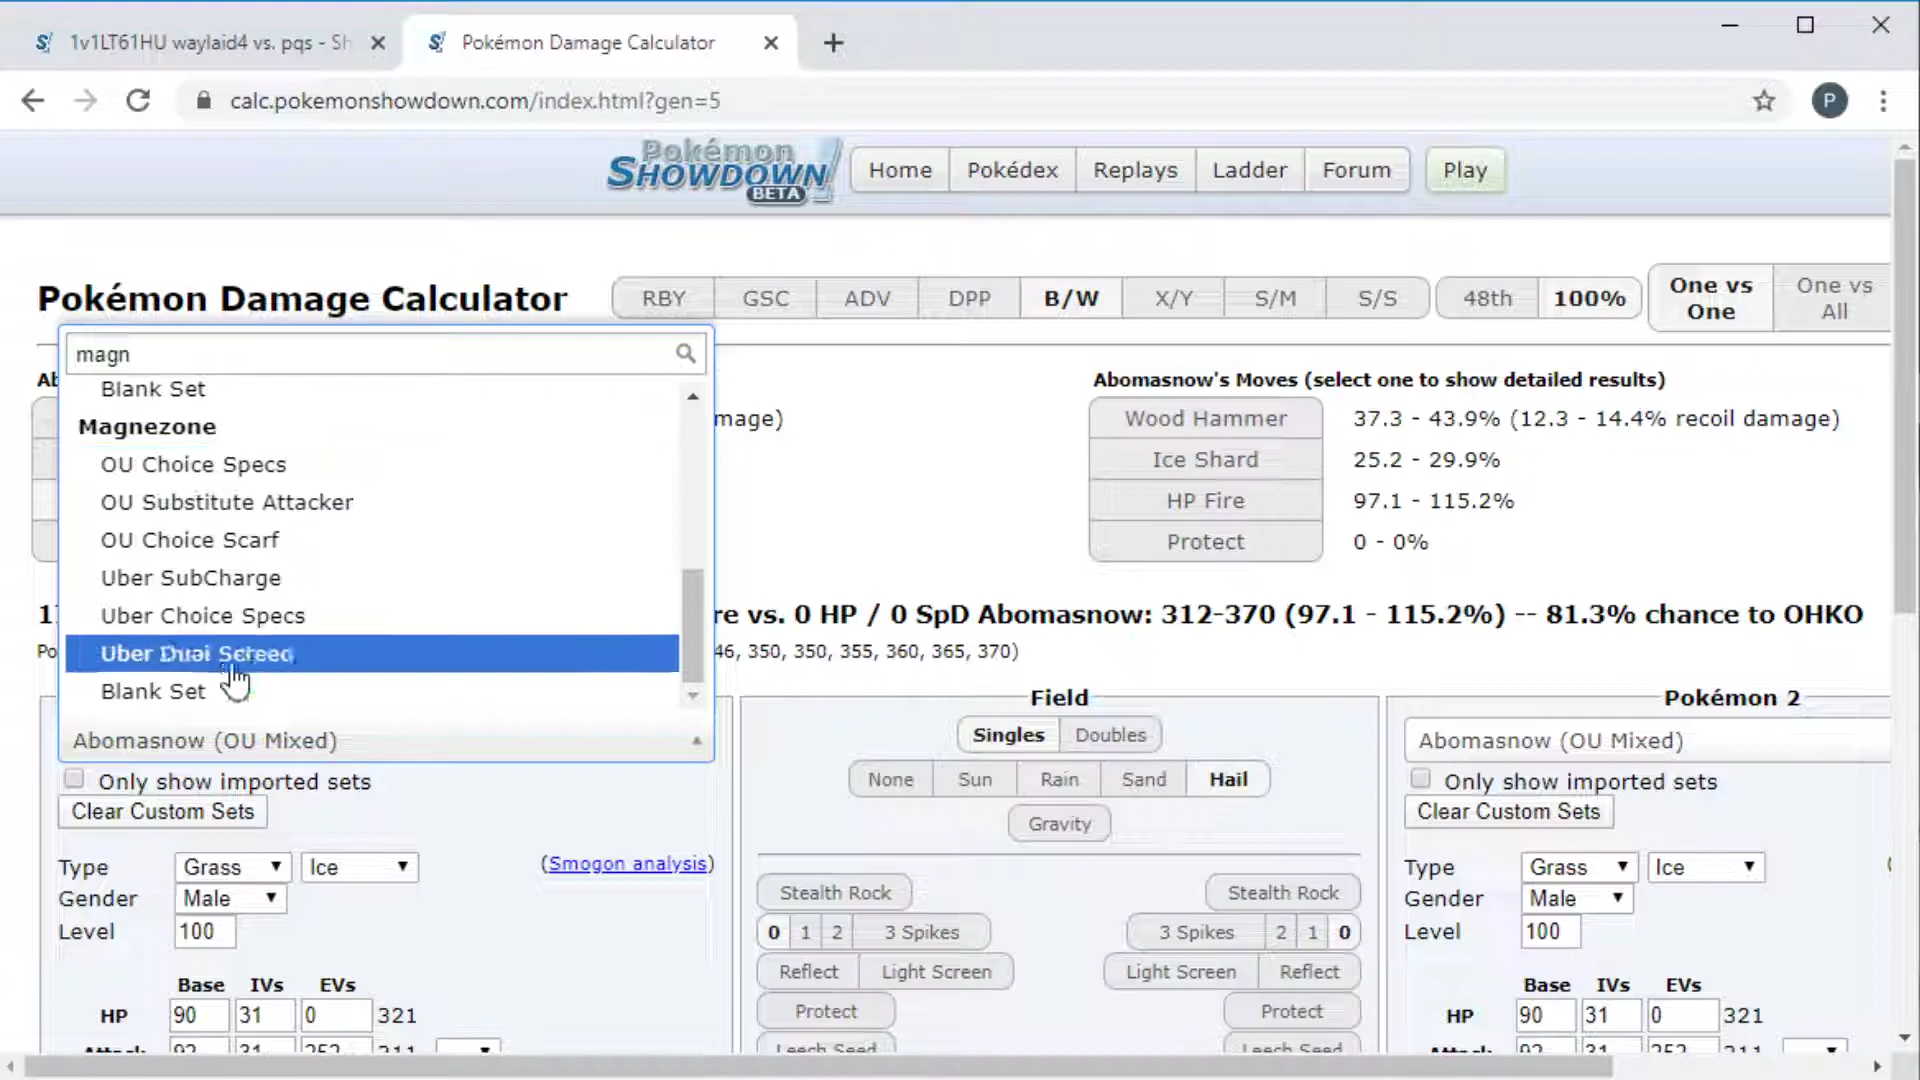 1v1LT61HU waylaid4 vs. pqs - Sh
Pokémon Damage Calculator
calc.pokemonshowdown.com/index.html?gen=5
P
Pokémon
SHOWDOWN
BETA
Home Pokédex Replays Ladder Forum Play
Pokémon Damage Calculator
RBY GSC ADV DPP B/W X/Y S/M S/S 48th 100% One vs One One vs All
magn
Blank Set
Magnezone
OU Choice Specs
OU Substitute Attacker
OU Choice Scarf
Uber SubCharge
Uber Choice Specs
Uber Dual Screen
Blank Set
Abomasnow (OU Mixed)
mage)
Abomasnow's Moves (select one to show detailed results)
Wood Hammer 37.3 - 43.9% (12.3 - 14.4% recoil damage)
Ice Shard 25.2 - 29.9%
HP Fire 97.1 - 115.2%
Protect 0 - 0%
re vs. 0 HP / 0 SpD Abomasnow: 312-370 (97.1 - 115.2%) -- 81.3% chance to OHKO
46, 350, 350, 355, 360, 365, 370)
Only show imported sets
Clear Custom Sets
Type Grass Ice (Smogon analysis)
Gender Male
Level 100
Base IVs EVs
HP 90 31 0 321
Field
Singles Doubles
None Sun Rain Sand Hail
Gravity
Stealth Rock Stealth Rock
0 1 2 3 Spikes 3 Spikes 2 1 0
Reflect Light Screen Light Screen Reflect
Protect Protect
Leech Seed Leech Seed
Pokémon 2
Abomasnow (OU Mixed)
Only show imported sets
Clear Custom Sets
Type Grass Ice
Gender Male
Level 100
Base IVs EVs
HP 90 31 0 321